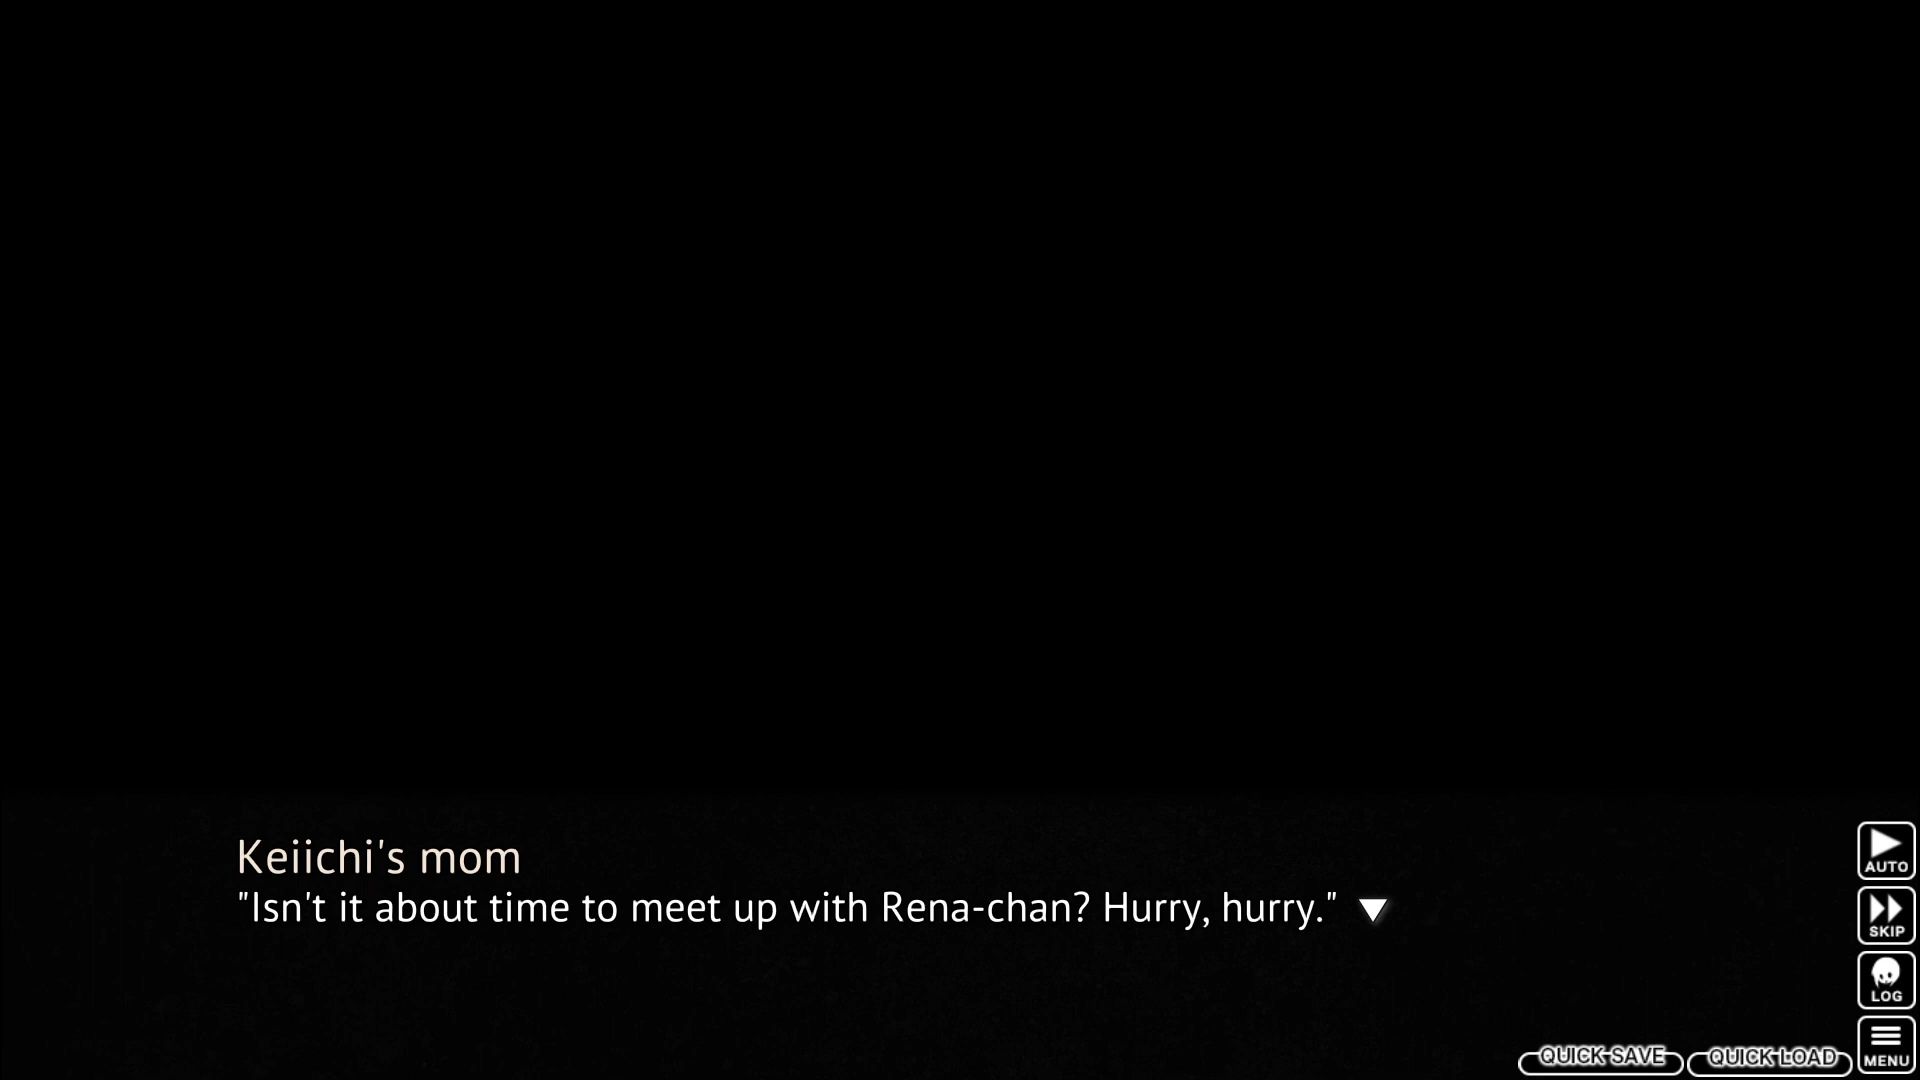 Keiichi's mom
"Isn't it about time to meet up with Rena-chan? Hurry, hurry."
AUTO
SKIP
LOG
MENU
QUICK SAVE
QUICK LOAD